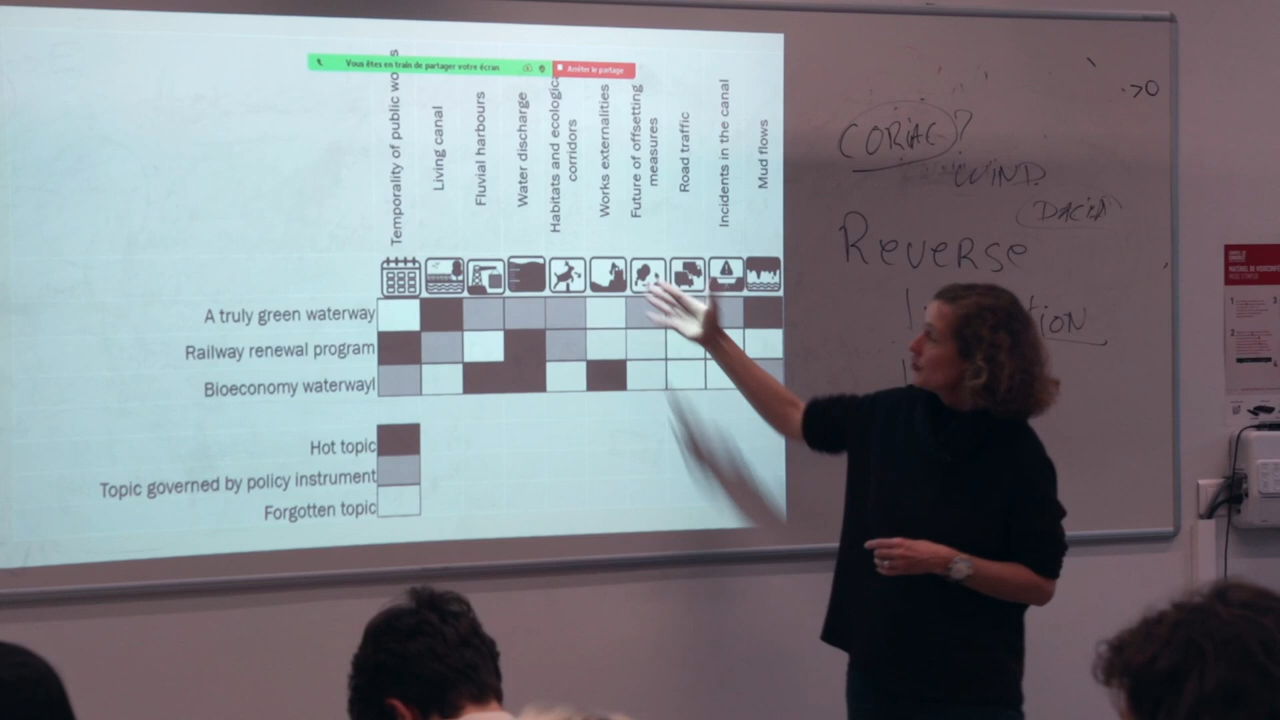 Vous êtes en train de partager votre écran
Arrêter le partage
Temporality of public wo s
Living canal
Fluvial harbours
Water discharge
Habitats and ecologic
corridors
Works externalities
Future of offsetting
measures
Road traffic
Incidents in the canal
Mud flows
A truly green waterway
Railway renewal program
Bioeconomy waterwayl
Hot topic
Topic governed by policy instrument
Forgotten topic
->0
CORIAC?
WIND
DACIA
Reverse